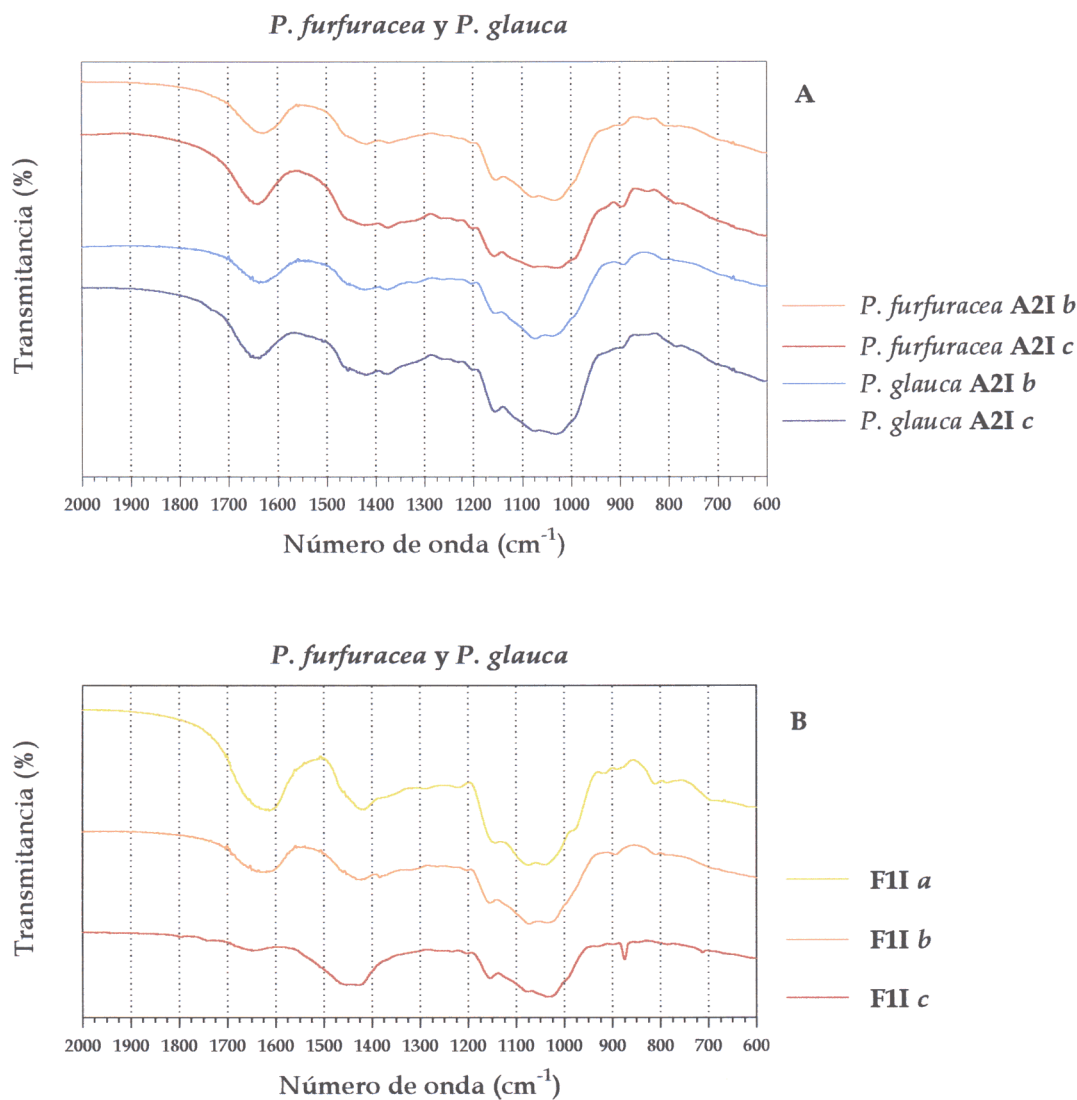 P. furfuracea y P. glauca
A
Transmitancia (%)
P. furfuracea A2I b
P. furfuracea A2I c
P. glauca A2I b
P. glauca A2I c
2000 1900 1800 1700 1600 1500 1400 1300 1200 1100 1000 900 800 700 600
Número de onda (cm-1)
P. furfuracea y P. glauca
B
Transmitancia (%)
F1I a
F1I b
F1I c
2000 1900 1800 1700 1600 1500 1400 1300 1200 1100 1000 900 800 700 600
Número de onda (cm-1)